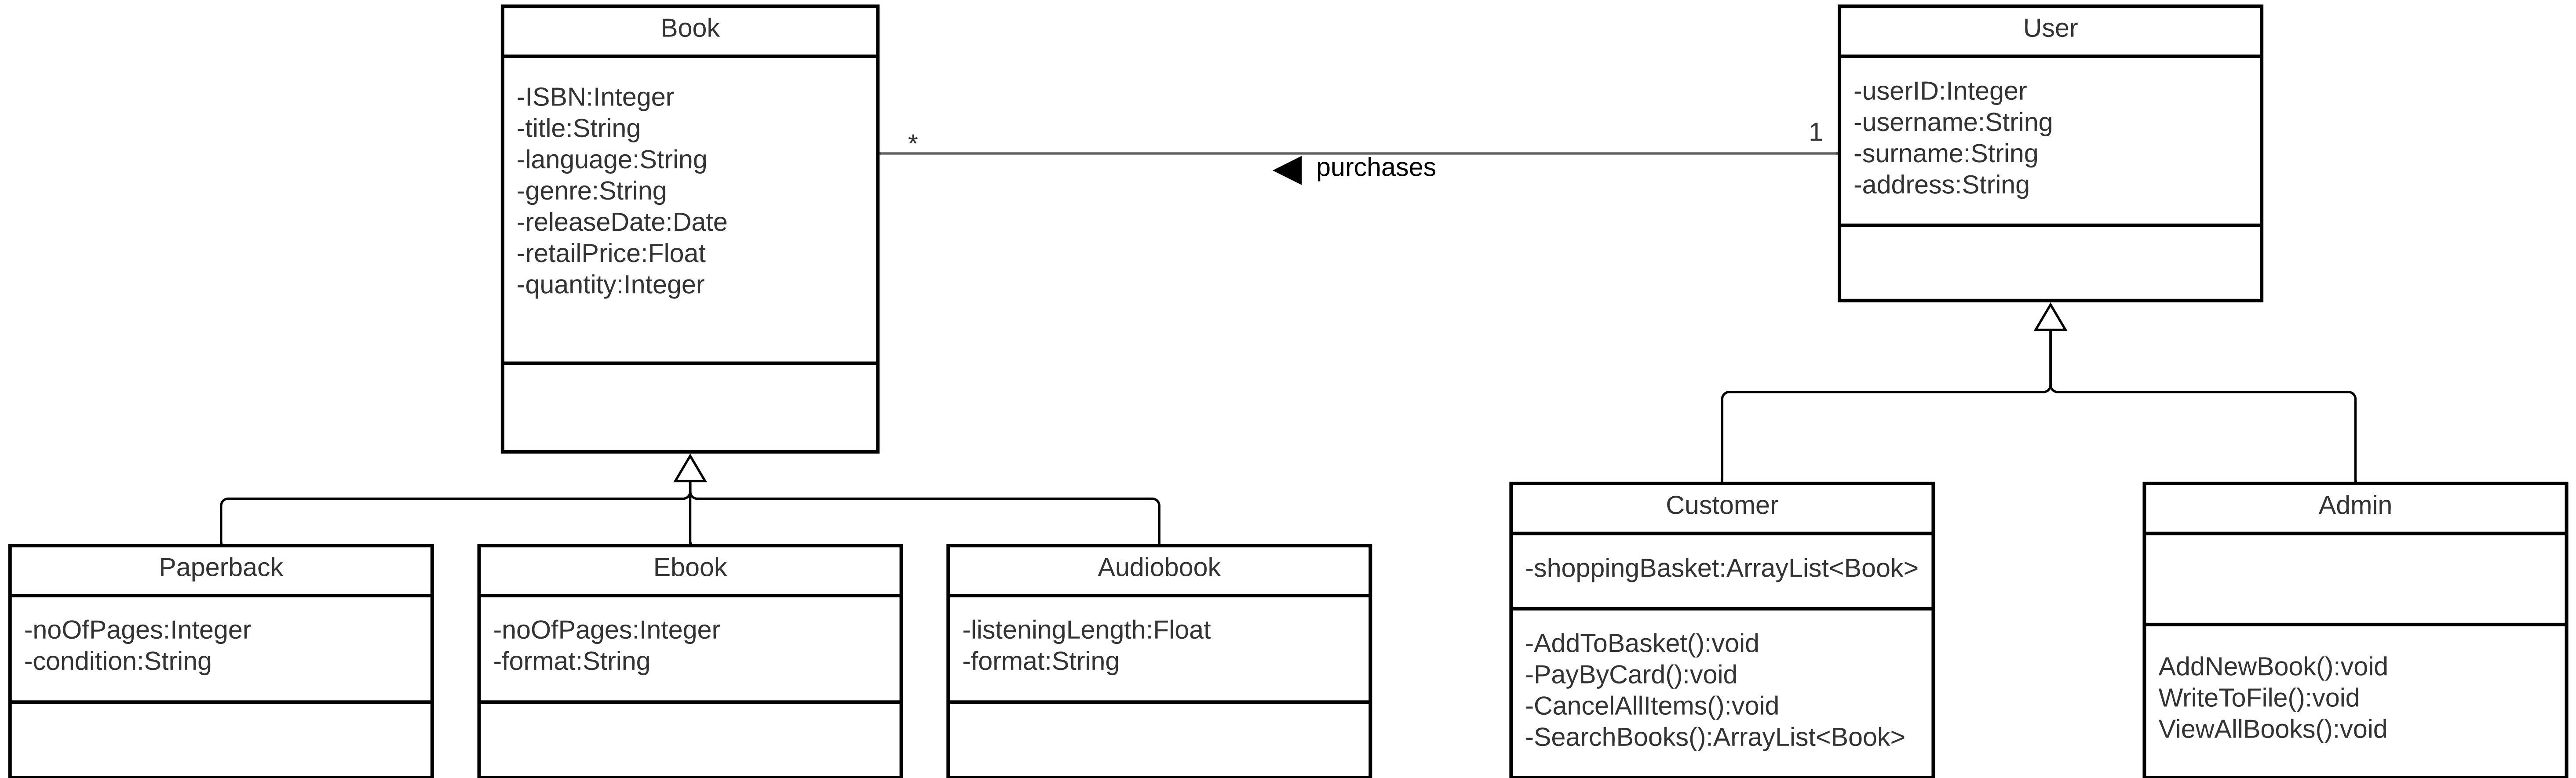 Book
-ISBN:Integer
-title:String
-language:String
-genre:String
-releaseDate:Date
-retailPrice:Float
-quantity:Integer
*
purchases
1
User
-userID:Integer
-username:String
-surname:String
-address:String
Paperback
-noOfPages:Integer
-condition:String
Ebook
-noOfPages:Integer
-format:String
Audiobook
-listeningLength:Float
-format:String
Customer
-shoppingBasket:ArrayList<Book>
-AddToBasket():void
-PayByCard():void
-CancelAllItems():void
-SearchBooks():ArrayList<Book>
Admin
AddNewBook():void
WriteToFile():void
ViewAllBooks():void